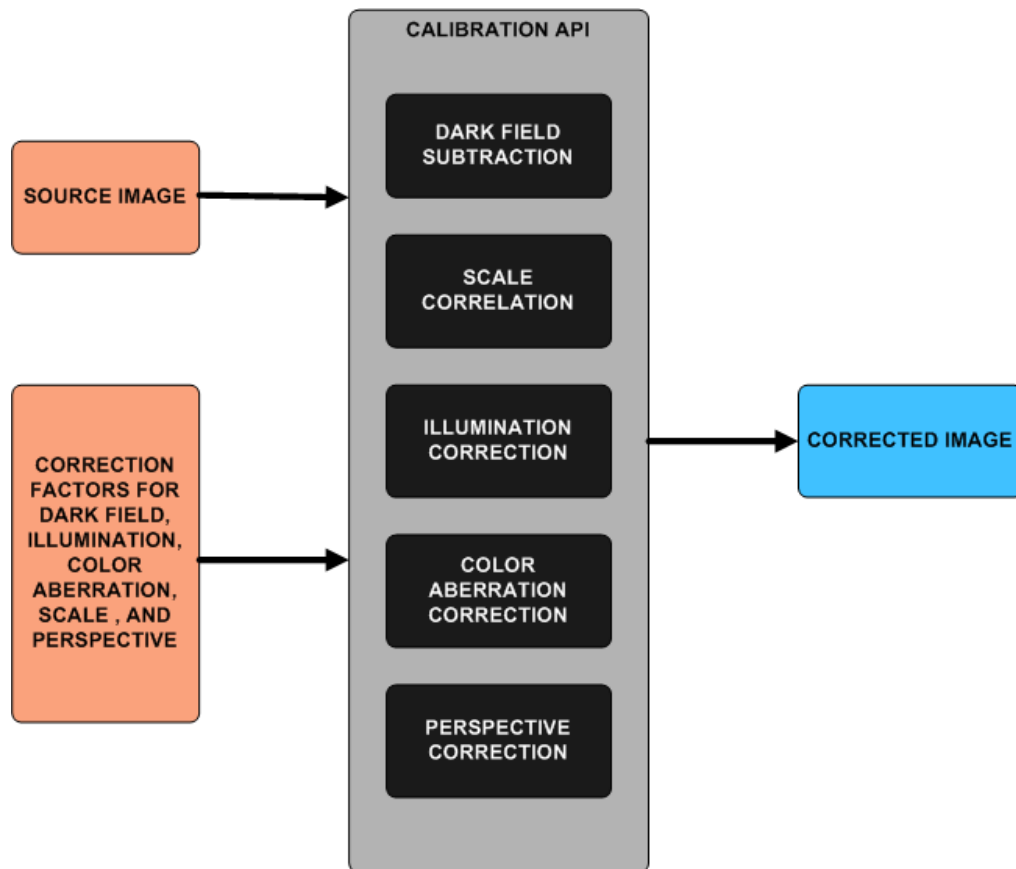 CALIBRATION API
DARK FIELD
SUBTRACTION
SOURCE IMAGE
SCALE
CORRELATION
ILLUMINATION
CORRECTION
CORRECTED IMAGE
CORRECTION
FACTORS FOR
DARK FIELD,
ILLUMINATION,
COLOR
ABERRATION,
SCALE , AND
PERSPECTIVE
COLOR
ABERRATION
CORRECTION
PERSPECTIVE
CORRECTION